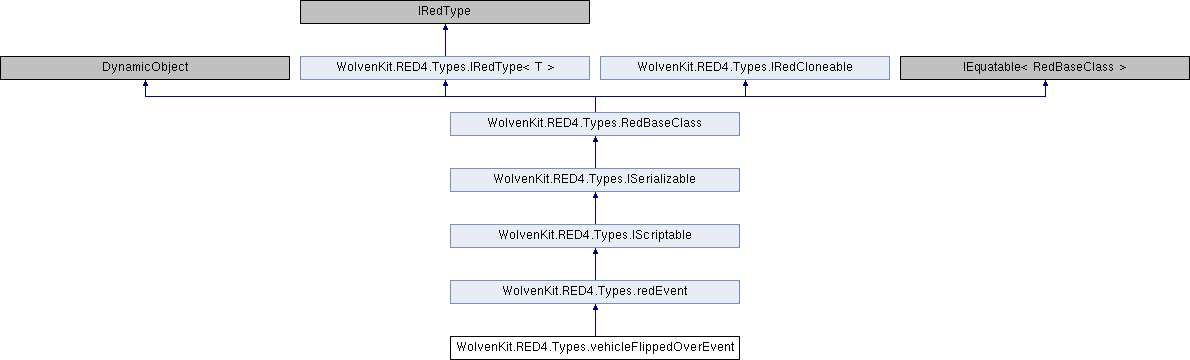 IRedType
DynamicObject
WolvenKit.RED4.Types.IRedType< T >
WolvenKit.RED4.Types.IRedCloneable
IEquatable< RedBaseClass >
WolvenKit.RED4.Types.RedBaseClass
WolvenKit.RED4.Types.ISerializable
WolvenKit.RED4.Types.IScriptable
WolvenKit.RED4.Types.redEvent
WolvenKit.RED4.Types.vehicleFlippedOverEvent